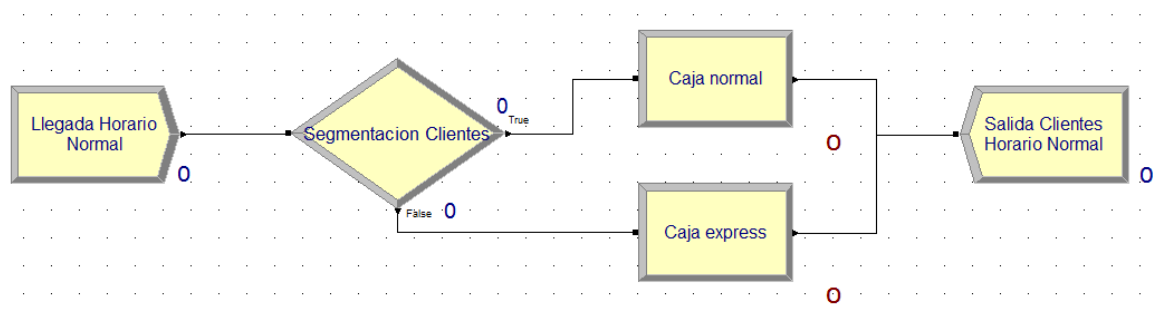 Llegada Horario
Normal
0
Segmentacion Clientes
0
True
False
0
Caja normal
0
Caja express
0
Salida Clientes
Horario Normal
0